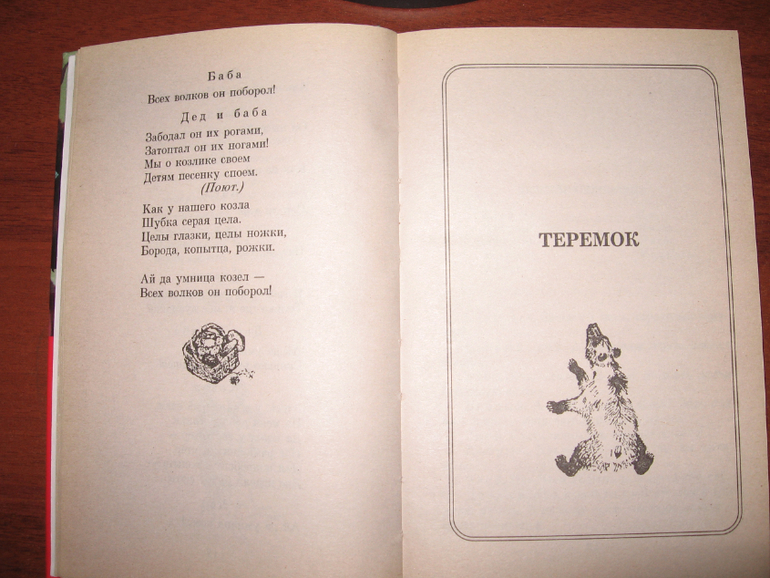 Баба
Всех волков он поборол!
Дед и баба
Забодал он их рогами,
Затоптал он их ногами!
Мы о козлике своем
Детям песенку споем.
(Поют.)
Как у нашего козла
Шубка серая цела.
Целы глазки, целы ножки,
Борода, копытца, рожки.
Ай да умница козел —
Всех волков он поборол!
ТЕРЕМОК